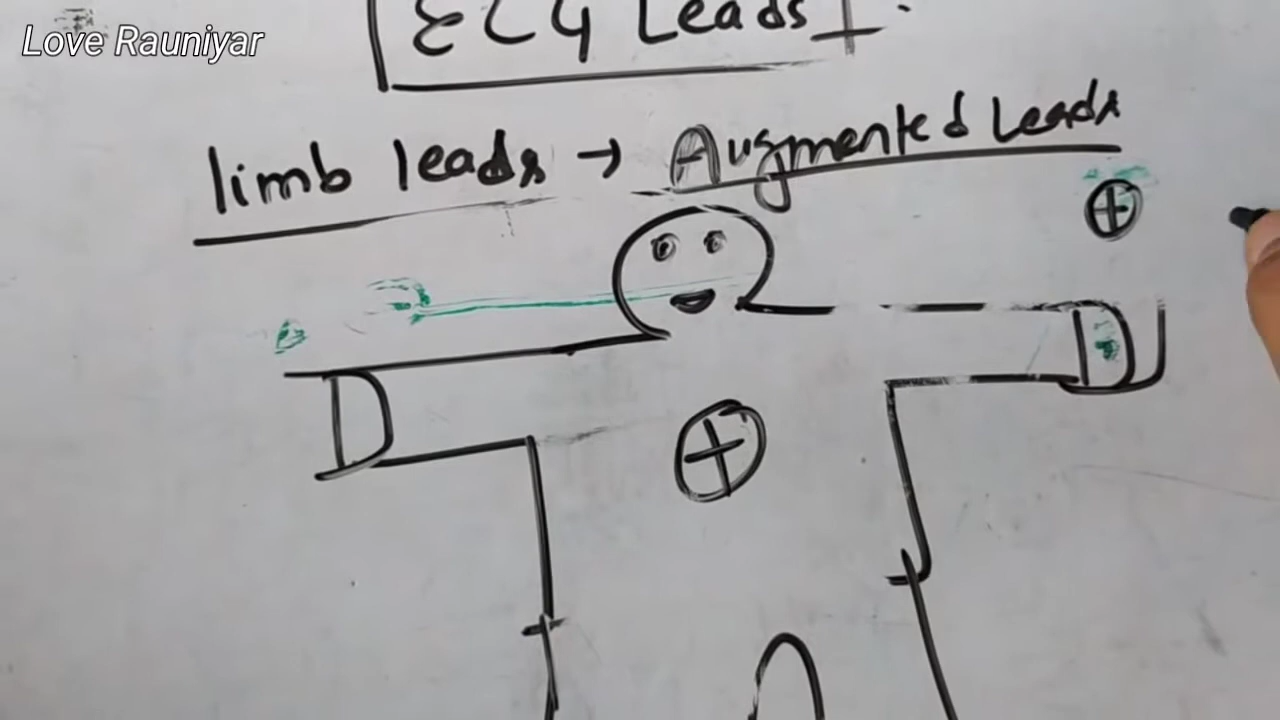 Love Rauniyar
ECG Leads
limb leads → Augmented Leads
⊕
⊕